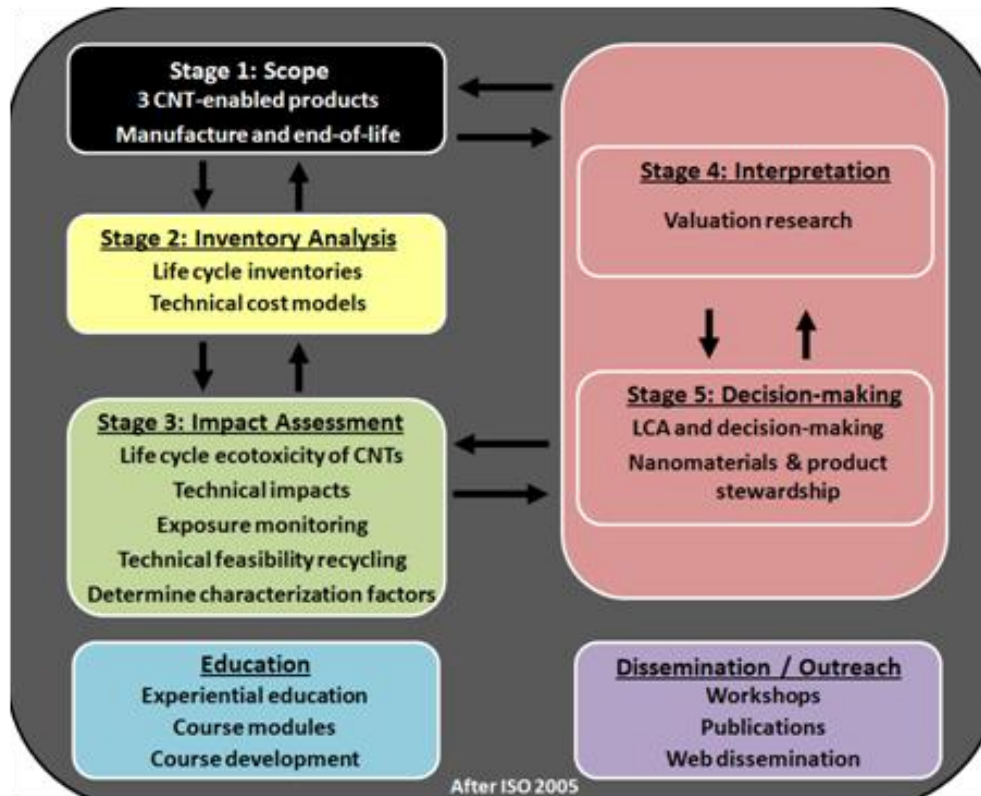 Stage 1: Scope
3 CNT-enabled products
Manufacture and end-of-life
Stage 2: Inventory Analysis
Life cycle inventories
Technical cost models
Stage 3: Impact Assessment
Life cycle ecotoxicity of CNTs
Technical impacts
Exposure monitoring
Technical feasibility recycling
Determine characterization factors
Stage 4: Interpretation
Valuation research
Stage 5: Decision-making
LCA and decision-making
Nanomaterials & product
stewardship
Education
Experiential education
Course modules
Course development
Dissemination / Outreach
Workshops
Publications
Web dissemination
After ISO 2005